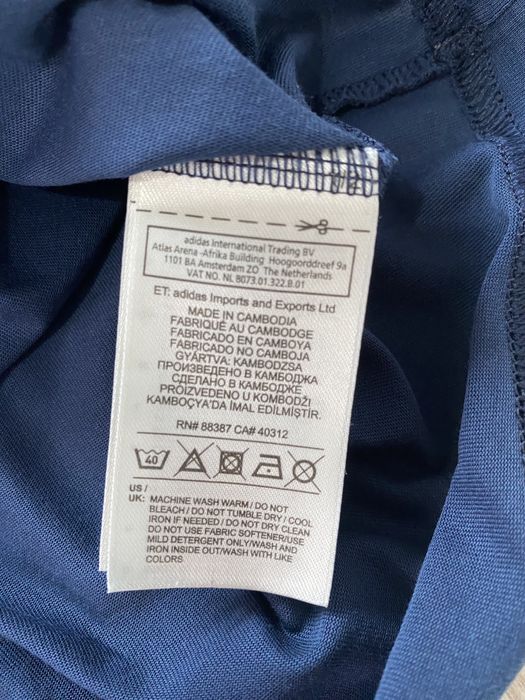 adidas International Trading BV
Atlas Arena -Afrika Building Hoogoorddreef 9a
1101 BA Amsterdam ZO The Netherlands
VAT NO. NL 8073.01.322.B.01
ET: adidas Imports and Exports Ltd
MADE IN CAMBODIA
FABRIQUÉ AU CAMBODGE
FABRICADO EN CAMBOYA
FABRICADO NO CAMBOJA
GYÁRTVA: KAMBODZSA
ПРОИЗВЕДЕНО В КАМБОДЖА
СДЕЛАНО В КАМБОДЖЕ
PROIZVEDENO U KOMBODŽI
KAMBOÇYA'DA İMAL EDİLMİŞTİR.
RN# 88387 CA# 40312
40
US /
UK: MACHINE WASH WARM / DO NOT
BLEACH / DO NOT TUMBLE DRY / COOL
IRON IF NEEDED / DO NOT DRY CLEAN
DO NOT USE FABRIC SOFTENER/USE
MILD DETERGENT ONLY/WASH AND
IRON INSIDE OUT/WASH WITH LIKE
COLORS